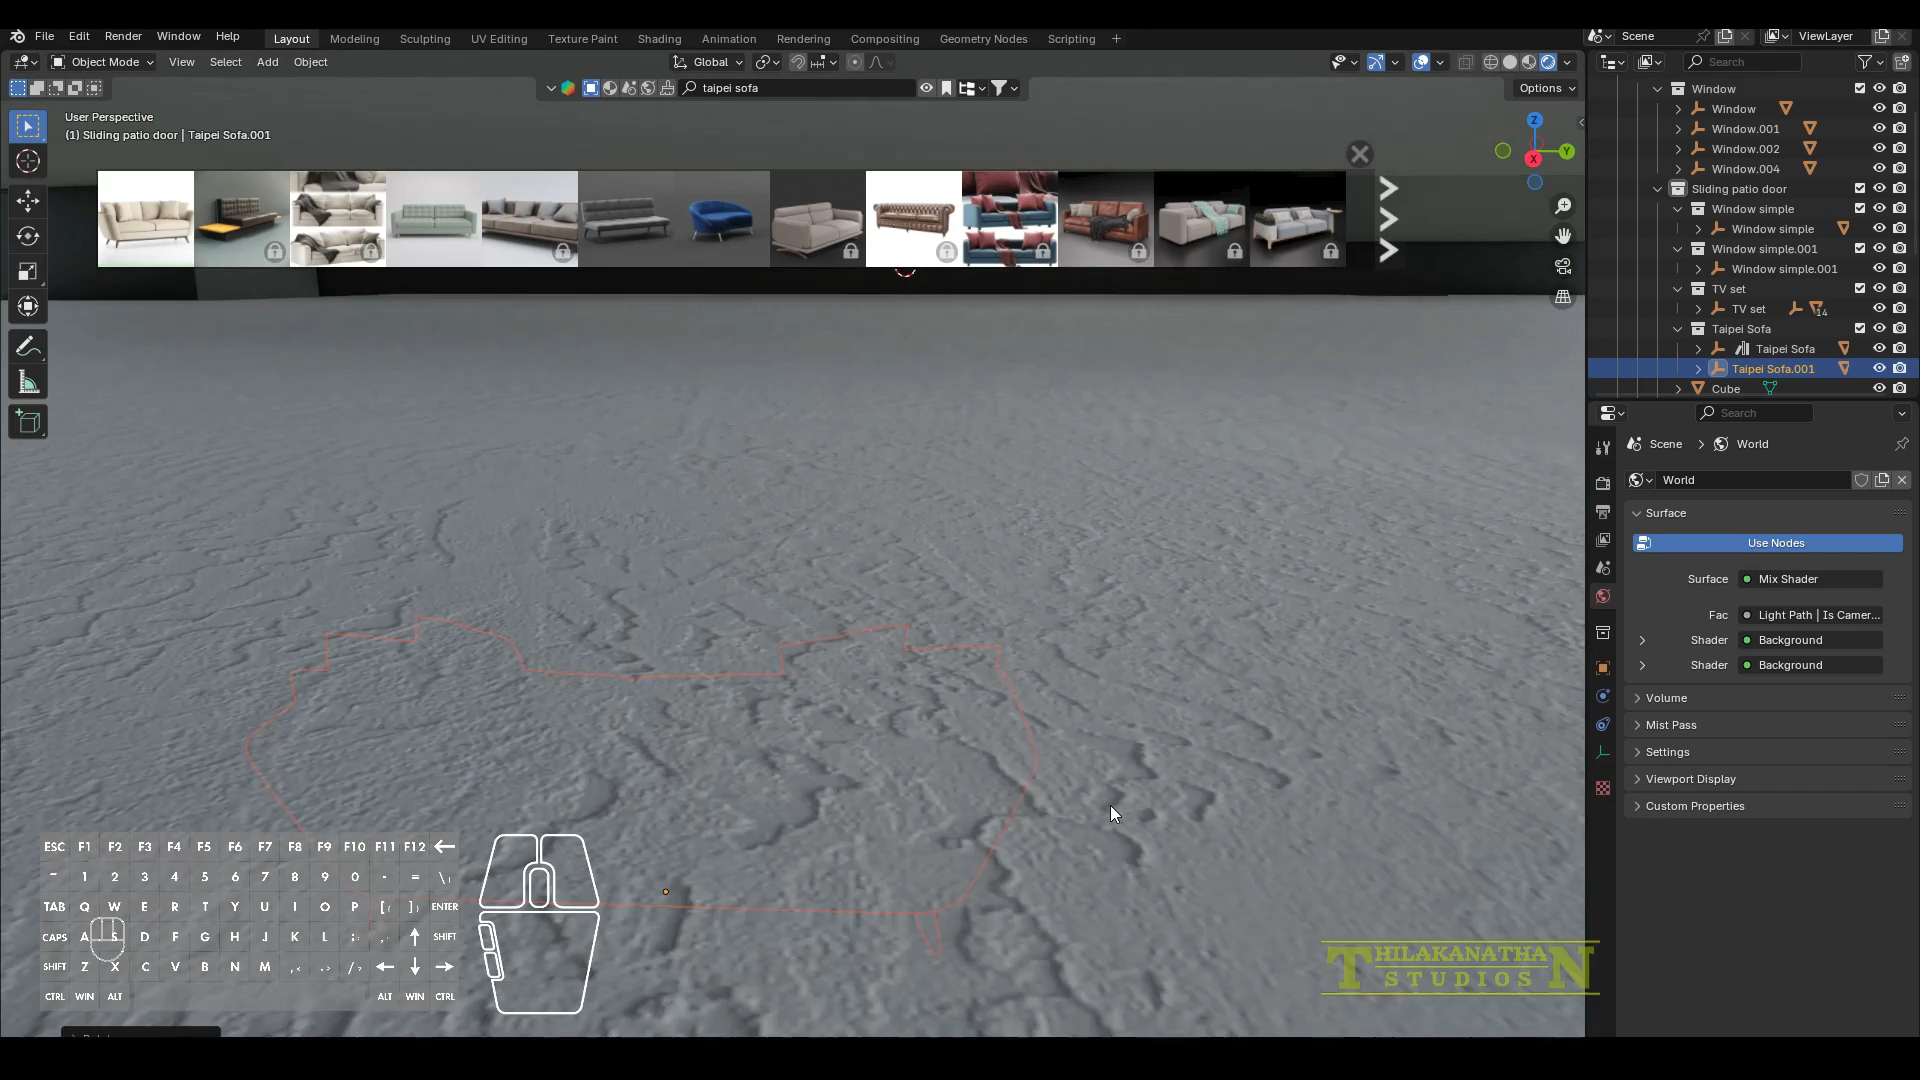 File Edit Render Window Help
Layout Modeling Sculpting UV Editing Texture Paint Shading Animation Rendering Compositing Geometry Nodes Scripting +
Scene ViewLayer
Object Mode View Select Add Object
Global
Search
taipei sofa
Options
User Perspective
(1) Sliding patio door | Taipei Sofa.001
Z
Y
X
Window
Window
Window.001
Window.002
Window.004
Sliding patio door
Window simple
Window simple
Window simple.001
Window simple.001
TV set
TV set 14
Taipei Sofa
Taipei Sofa
Taipei Sofa.001
Cube
Search
Scene > World
World
Surface
Use Nodes
Surface Mix Shader
Fac Light Path | Is Camer...
Shader Background
Shader Background
Volume
Mist Pass
Settings
Viewport Display
Custom Properties
ESC F1 F2 F3 F4 F5 F6 F7 F8 F9 F10 F11 F12 ←
~ 1 2 3 4 5 6 7 8 9 0 - = \|
TAB Q W E R T Y U I O P [{ ]} ENTER
CAPS A S D F G H J K L ;: ,. ↑ SHIFT
SHIFT Z X C V B N M ,< .> /? ← ↓ →
CTRL WIN ALT ALT WIN CTRL
THILAKANATHAN
STUDIOS